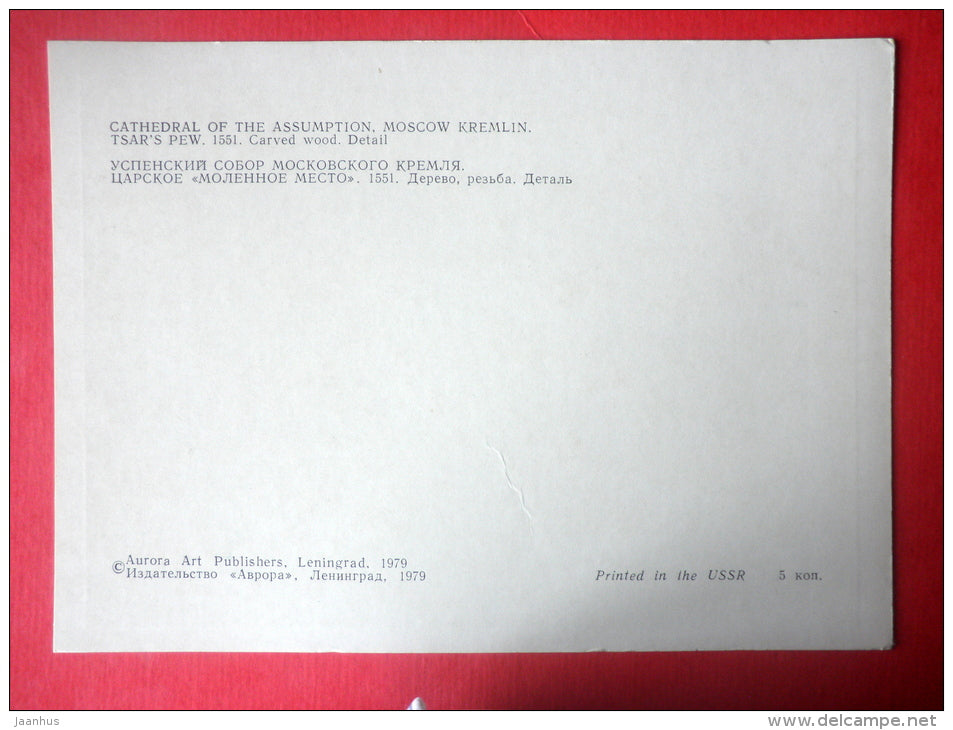 CATHEDRAL OF THE ASSUMPTION, MOSCOW KREMLIN.
TSAR'S PEW. 1551. Carved wood. Detail
УСПЕНСКИЙ СОБОР МОСКОВСКОГО КРЕМЛЯ.
ЦАРСКОЕ «МОЛЕННОЕ МЕСТО». 1551. Дерево, резьба. Деталь
© Aurora Art Publishers, Leningrad, 1979
Издательство «Аврора», Ленинград, 1979
Printed in the USSR 5 коп.
jaanhus
www.delcampe.net